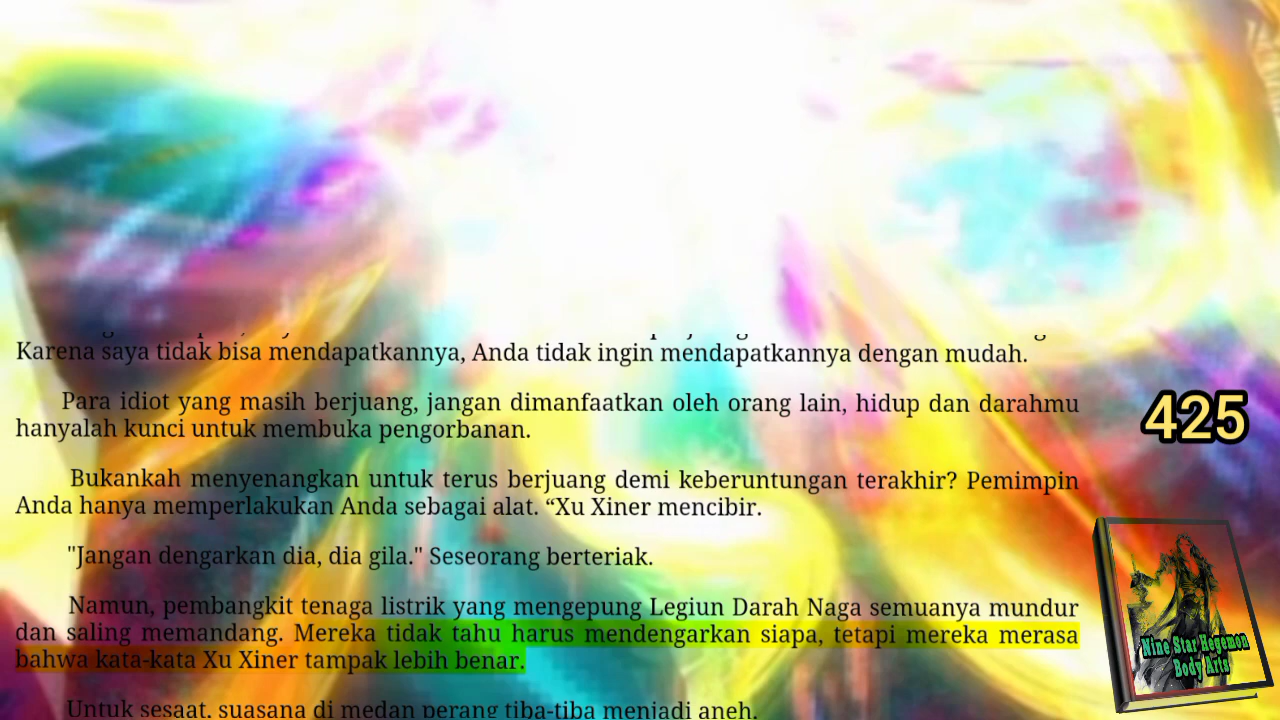 Karena saya tidak bisa mendapatkannya, Anda tidak ingin mendapatkannya dengan mudah.
Para idiot yang masih berjuang, jangan dimanfaatkan oleh orang lain, hidup dan darahmu
hanyalah kunci untuk membuka pengorbanan.
Bukankah menyenangkan untuk terus berjuang demi keberuntungan terakhir? Pemimpin
Anda hanya memperlakukan Anda sebagai alat. “Xu Xiner mencibir.
"Jangan dengarkan dia, dia gila." Seseorang berteriak.
Namun, pembangkit tenaga listrik yang mengepung Legiun Darah Naga semuanya mundur
dan saling memandang. Mereka tidak tahu harus mendengarkan siapa, tetapi mereka merasa
bahwa kata-kata Xu Xiner tampak lebih benar.
Untuk sesaat, suasana di medan perang tiba-tiba menjadi aneh.
425
Nine Star Hegemon
Body Arts